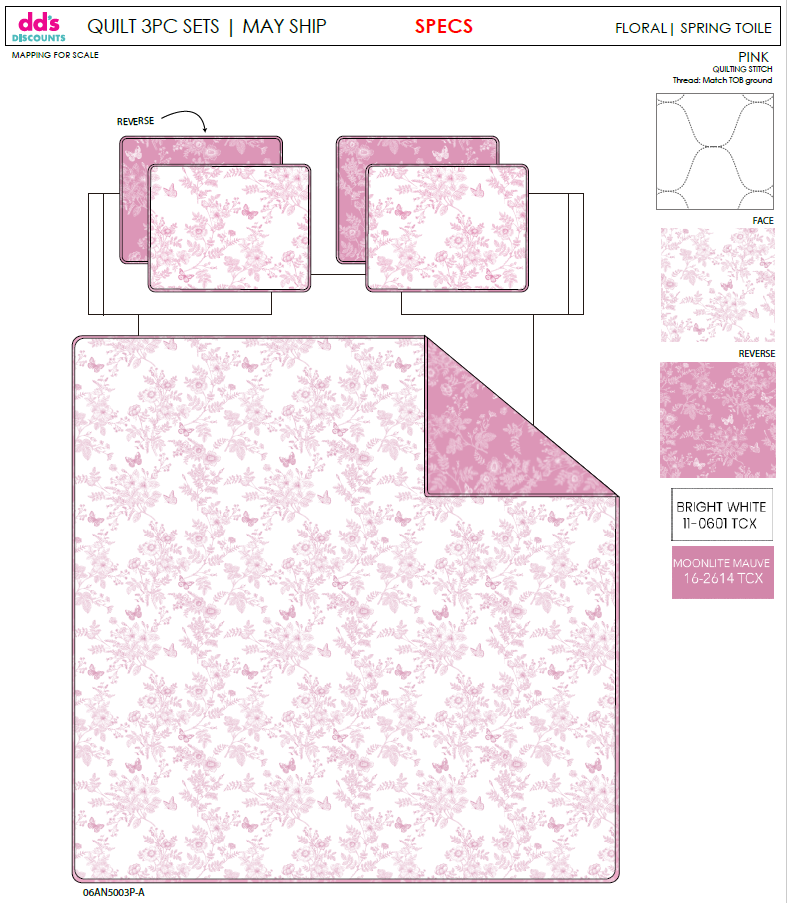 dd's
DISCOUNTS
QUILT 3PC SETS | MAY SHIP
SPECS
FLORAL| SPRING TOILE
MAPPING FOR SCALE
PINK
QUILTING STITCH
Thread: Match TOB ground
REVERSE
FACE
REVERSE
BRIGHT WHITE
11-0601 TCX
MOONLITE MAUVE
16-2614 TCX
06AN5003P-A